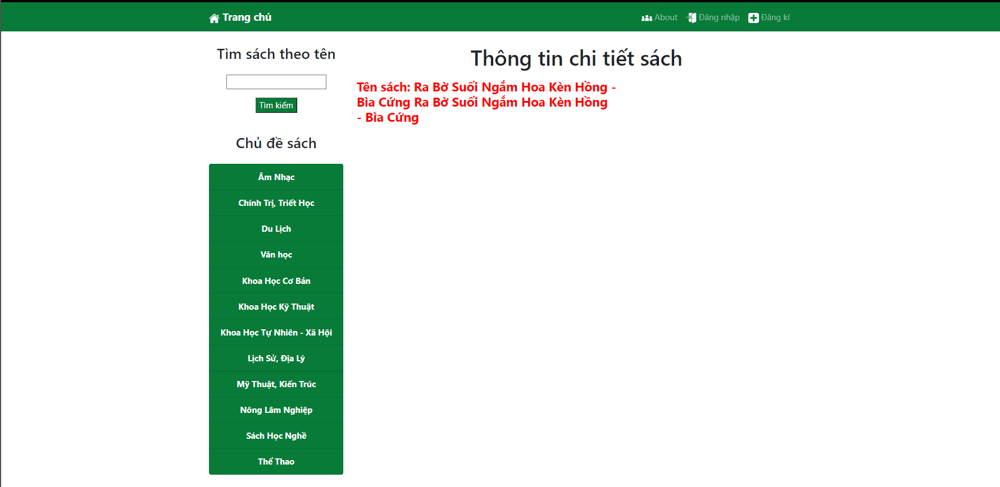 Trang chủ
About
Đăng nhập
Đăng kí
Tìm sách theo tên
Tìm kiếm
Chủ đề sách
Âm Nhạc
Chính Trị, Triết Học
Du Lịch
Văn học
Khoa Học Cơ Bản
Khoa Học Kỹ Thuật
Khoa Học Tự Nhiên - Xã Hội
Lịch Sử, Địa Lý
Mỹ Thuật, Kiến Trúc
Nông Lâm Nghiệp
Sách Học Nghề
Thể Thao
Thông tin chi tiết sách
Tên sách: Ra Bờ Suối Ngắm Hoa Kèn Hồng -
Bìa Cứng Ra Bờ Suối Ngắm Hoa Kèn Hồng
- Bìa Cứng